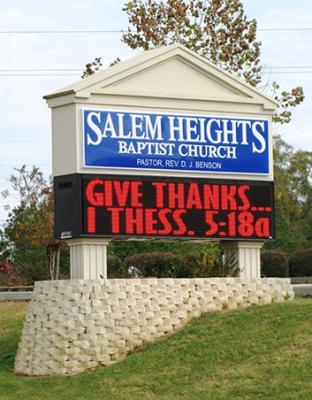 SALEM HEIGHTS
BAPTIST CHURCH
PASTOR, REV. D. J. BENSON
GIVE THANKS...
I THESS. 5:18a